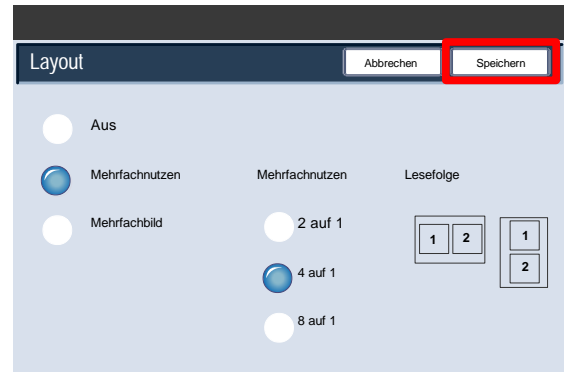 Layout
Abbrechen
Speichern
Aus
Mehrfachnutzen
Mehrfachbild
Mehrfachnutzen
2 auf 1
4 auf 1
8 auf 1
Lesefolge
1 2
1
2